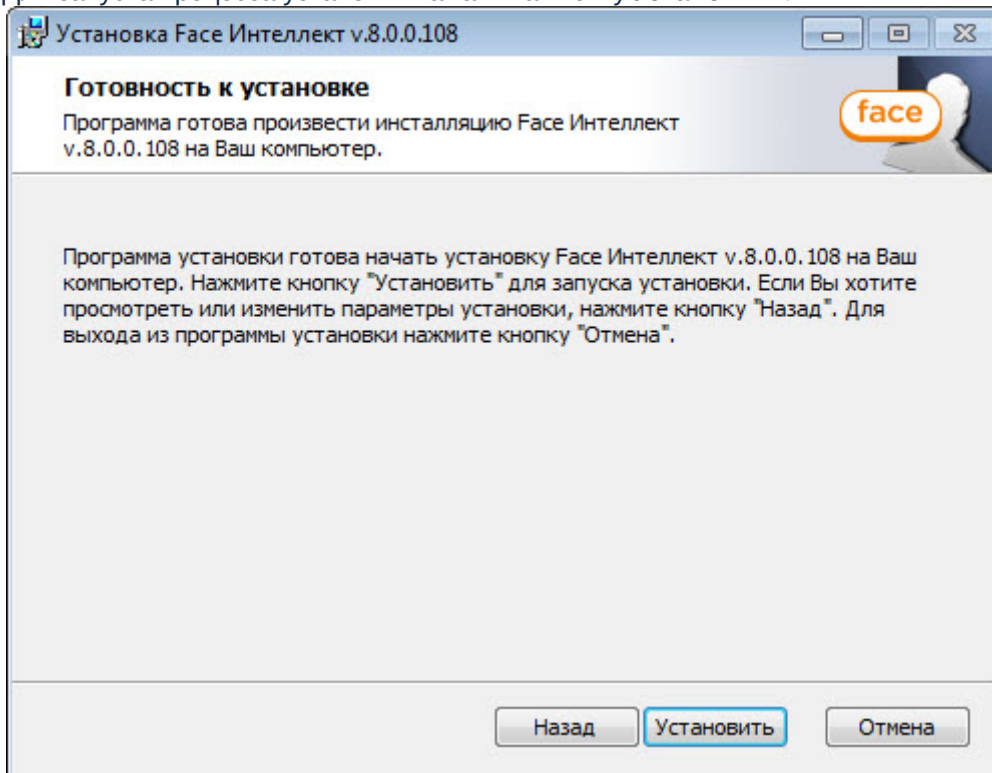 Установка Face Интеллект v.8.0.0.108
Готовность к установке
Программа готова произвести инсталляцию Face Интеллект
v.8.0.0.108 на Ваш компьютер.
face
Программа установки готова начать установку Face Интеллект v.8.0.0.108 на Ваш
компьютер. Нажмите кнопку "Установить" для запуска установки. Если Вы хотите
просмотреть или изменить параметры установки, нажмите кнопку "Назад". Для
выхода из программы установки нажмите кнопку "Отмена".
Назад Установить Отмена